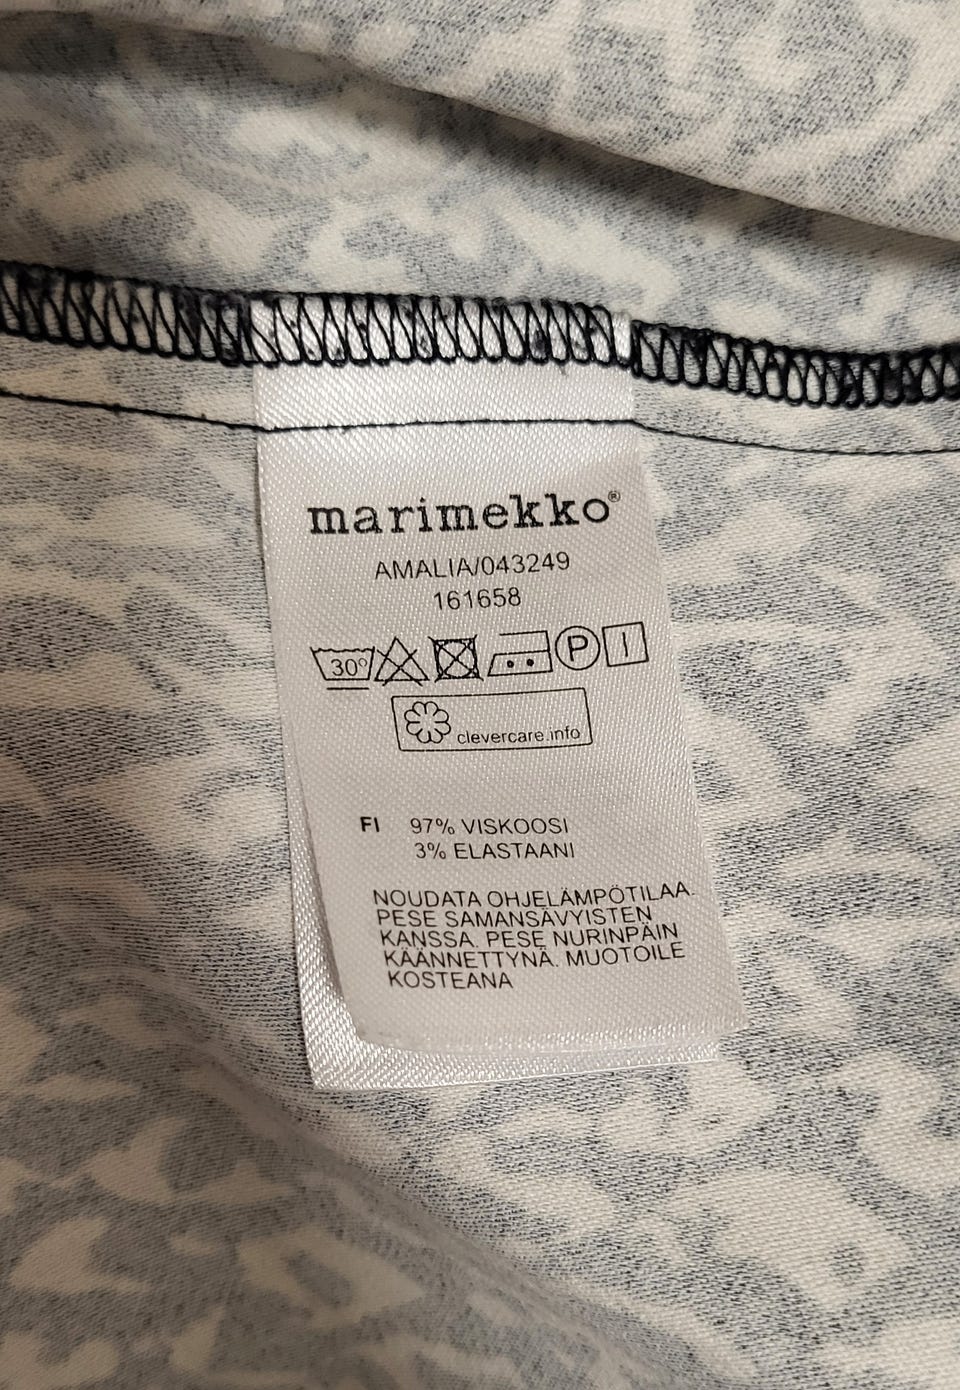 marimekko®
AMALIA/043249
161658
30° P I
clevercare.info
FI 97% VISKOOSI
3% ELASTAANI
NOUDATA OHJELÄMPÖTILAA.
PESE SAMANSÄVYISTEN
KANSSA. PESE NURINPÄIN
KÄÄNNETTYNÄ. MUOTOILE
KOSTEANA